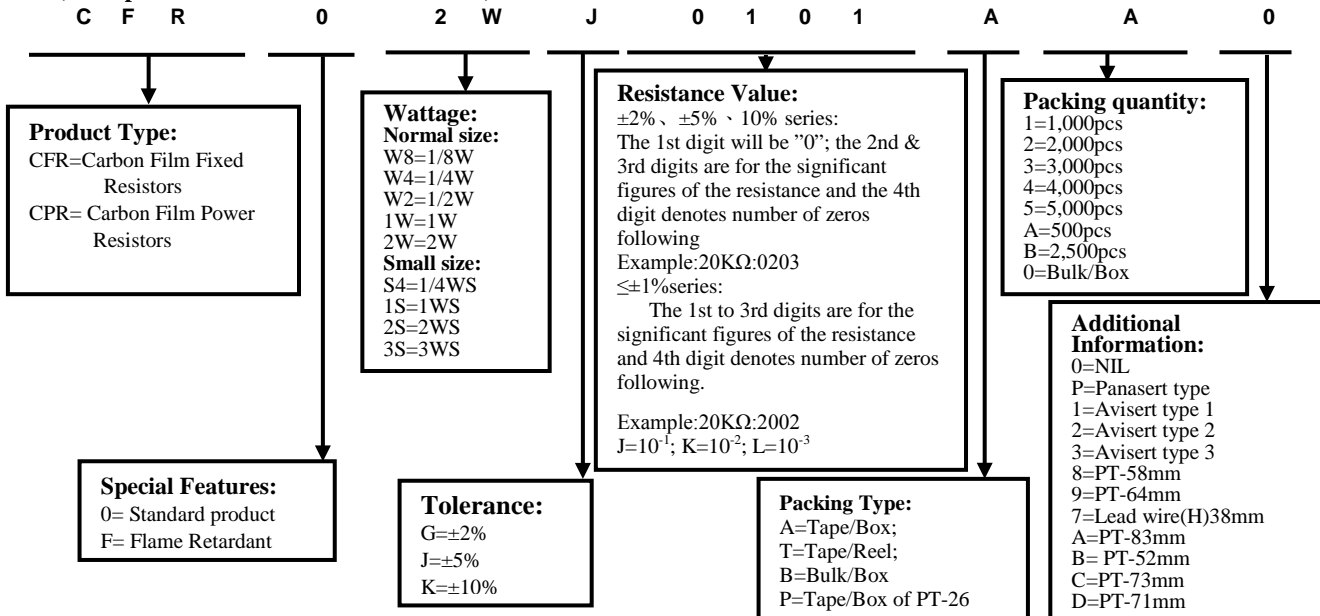 C F R 0 2 W J 0 1 0 1 A A 0
Product Type:
CFR=Carbon Film Fixed
Resistors
CPR= Carbon Film Power
Resistors
Wattage:
Normal size:
W8=1/8W
W4=1/4W
W2=1/2W
1W=1W
2W=2W
Small size:
S4=1/4WS
1S=1WS
2S=2WS
3S=3WS
Resistance Value:
±2%、±5%、10% series:
The 1st digit will be ”0”; the 2nd &
3rd digits are for the significant
figures of the resistance and the 4th
digit denotes number of zeros
following
Example:20KΩ:0203
≤±1%series:
The 1st to 3rd digits are for the
significant figures of the resistance
and 4th digit denotes number of zeros
following.
Example:20KΩ:2002
J=10⁻¹; K=10⁻²; L=10⁻³
Packing quantity:
1=1,000pcs
2=2,000pcs
3=3,000pcs
4=4,000pcs
5=5,000pcs
A=500pcs
B=2,500pcs
0=Bulk/Box
Additional
Information:
0=NIL
P=Panasert type
1=Avisert type 1
2=Avisert type 2
3=Avisert type 3
8=PT-58mm
9=PT-64mm
7=Lead wire(H)38mm
A=PT-83mm
B= PT-52mm
C=PT-73mm
D=PT-71mm
Special Features:
0= Standard product
F= Flame Retardant
Tolerance:
G=±2%
J=±5%
K=±10%
Packing Type:
A=Tape/Box;
T=Tape/Reel;
B=Bulk/Box
P=Tape/Box of PT-26